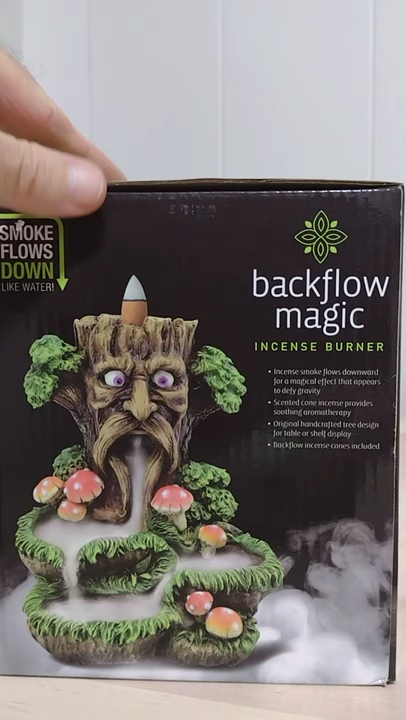 SMOKE
FLOWS
DOWN
LIKE WATER!
backflow
magic
INCENSE BURNER
• Incense smoke flows downward
for a magical effect that appears
to defy gravity
• Scented cone incense provides
soothing aromatherapy
• Original handcrafted tree design
for table or shelf display
• Backflow incense cones included